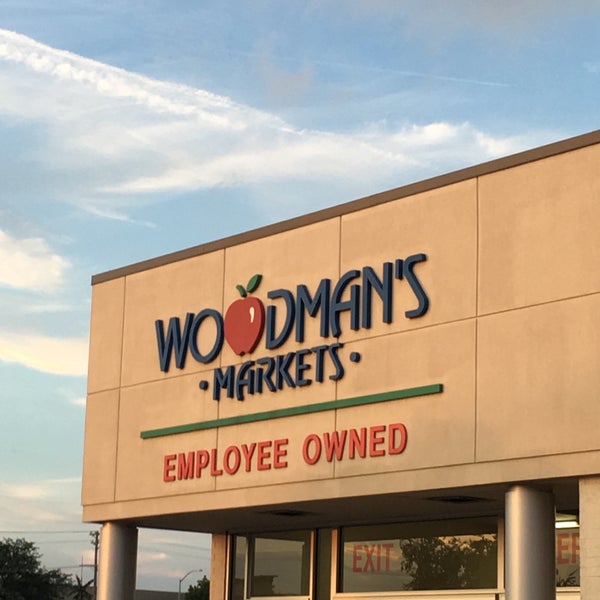 WOODMAN'S
• MARKETS •
EMPLOYEE OWNED
EXIT